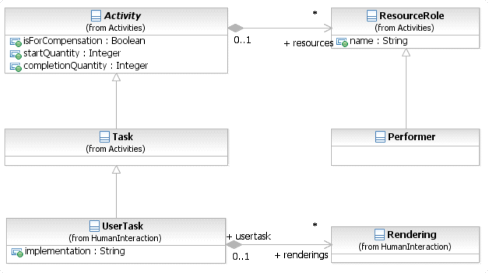 Activity
(from Activities)
isForCompensation : Boolean
startQuantity : Integer
completionQuantity : Integer
*
0..1
+ resources
ResourceRole
(from Activities)
name : String
Task
(from Activities)
Performer
UserTask
(from HumanInteraction)
implementation : String
+ usertask
*
0..1
+ renderings
Rendering
(from HumanInteraction)